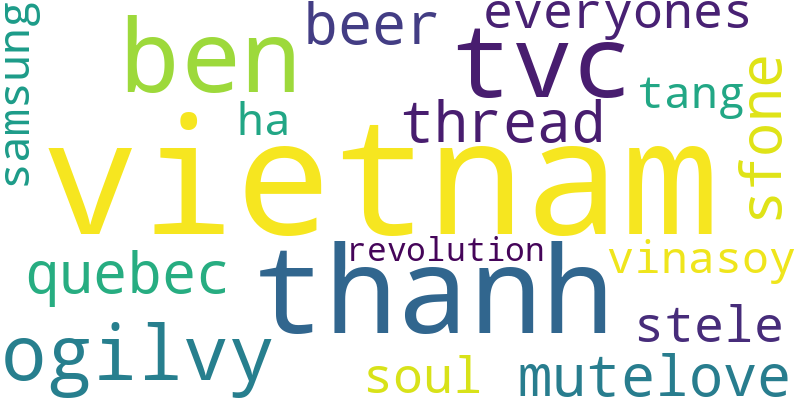 samsung
ben
beer
everyones
tvc
ha
thread
tang
sfone
vietnam
quebec
revolution
vinasoy
thanh
ogilvy
soul
stele
mutelove